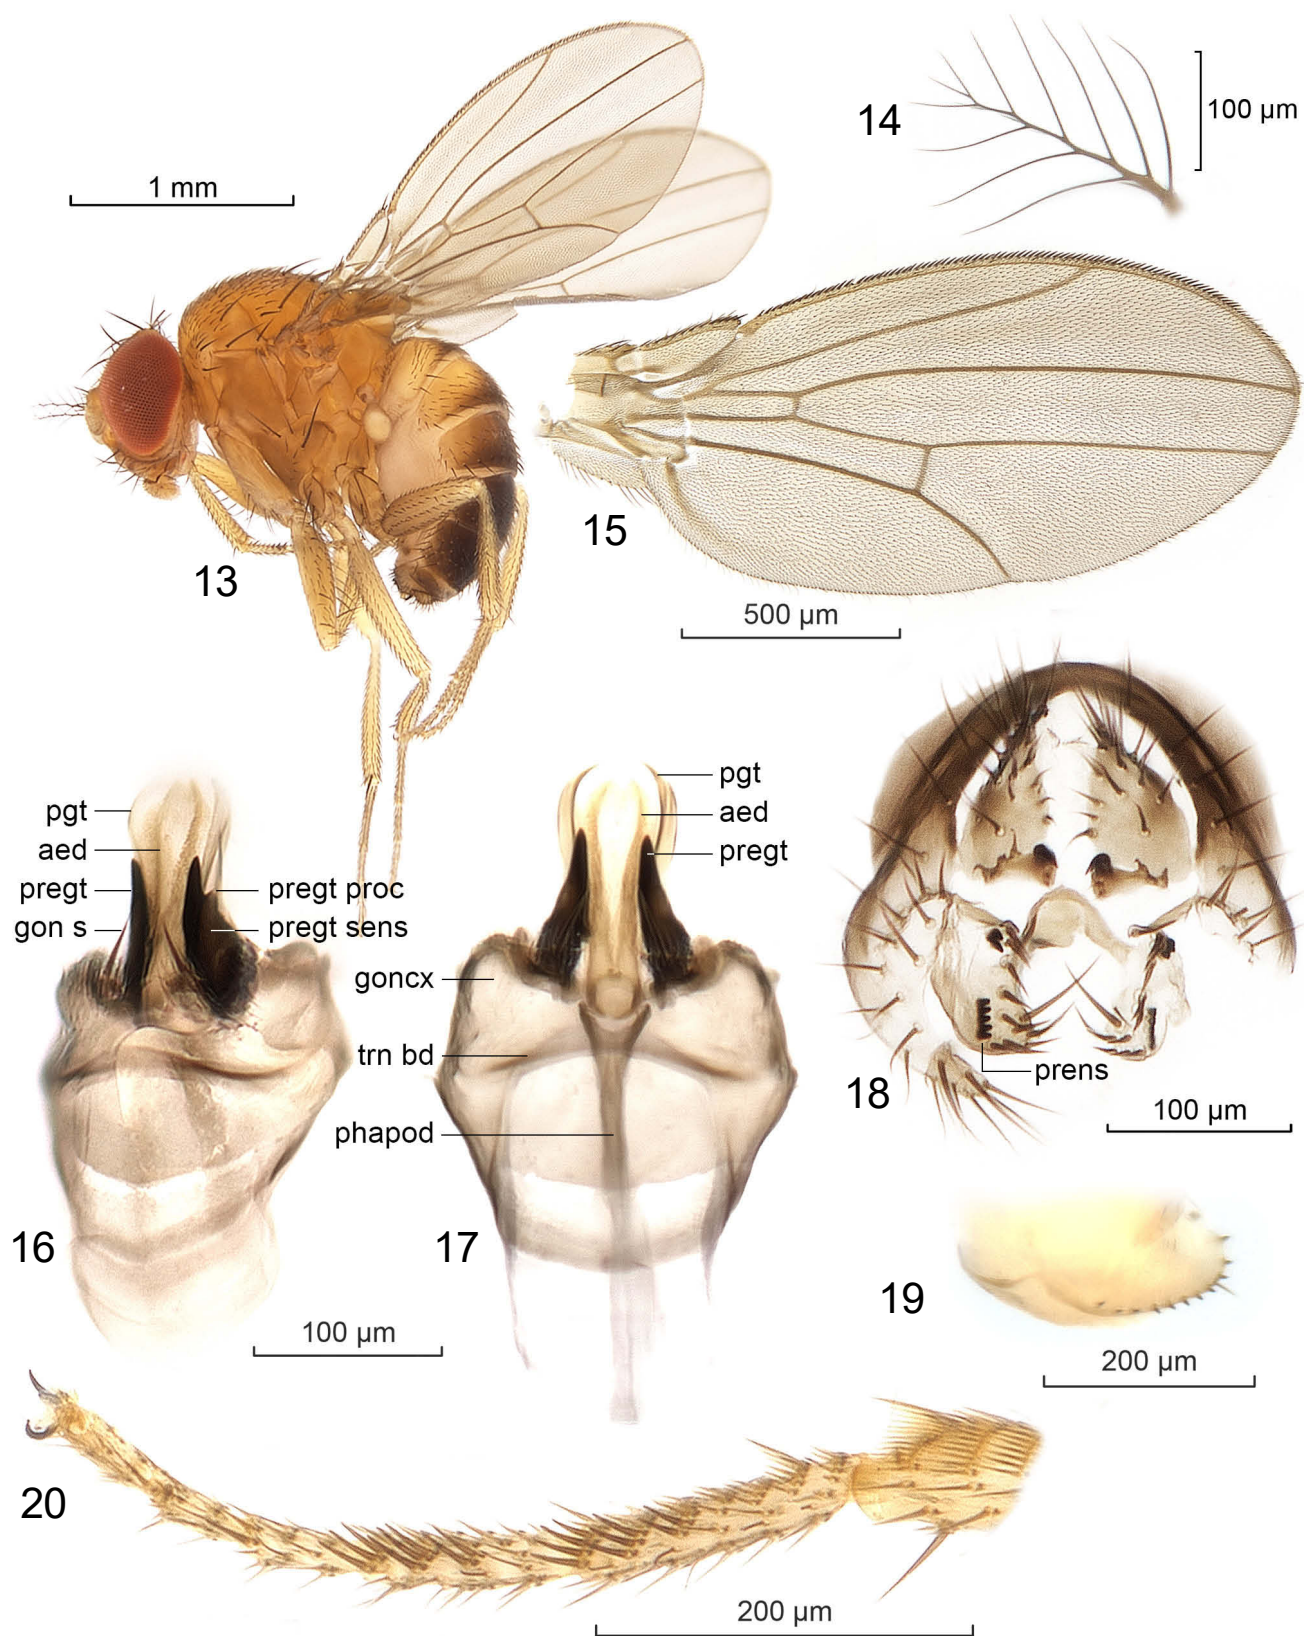 14
100 µm
1 mm
13
15
500 µm
pgt
aed
pregt
gon s
pregt proc
pregt sens
pgt
aed
pregt
goncx
trn bd
phapod
16
17
100 µm
18
prens
100 µm
19
200 µm
20
200 µm